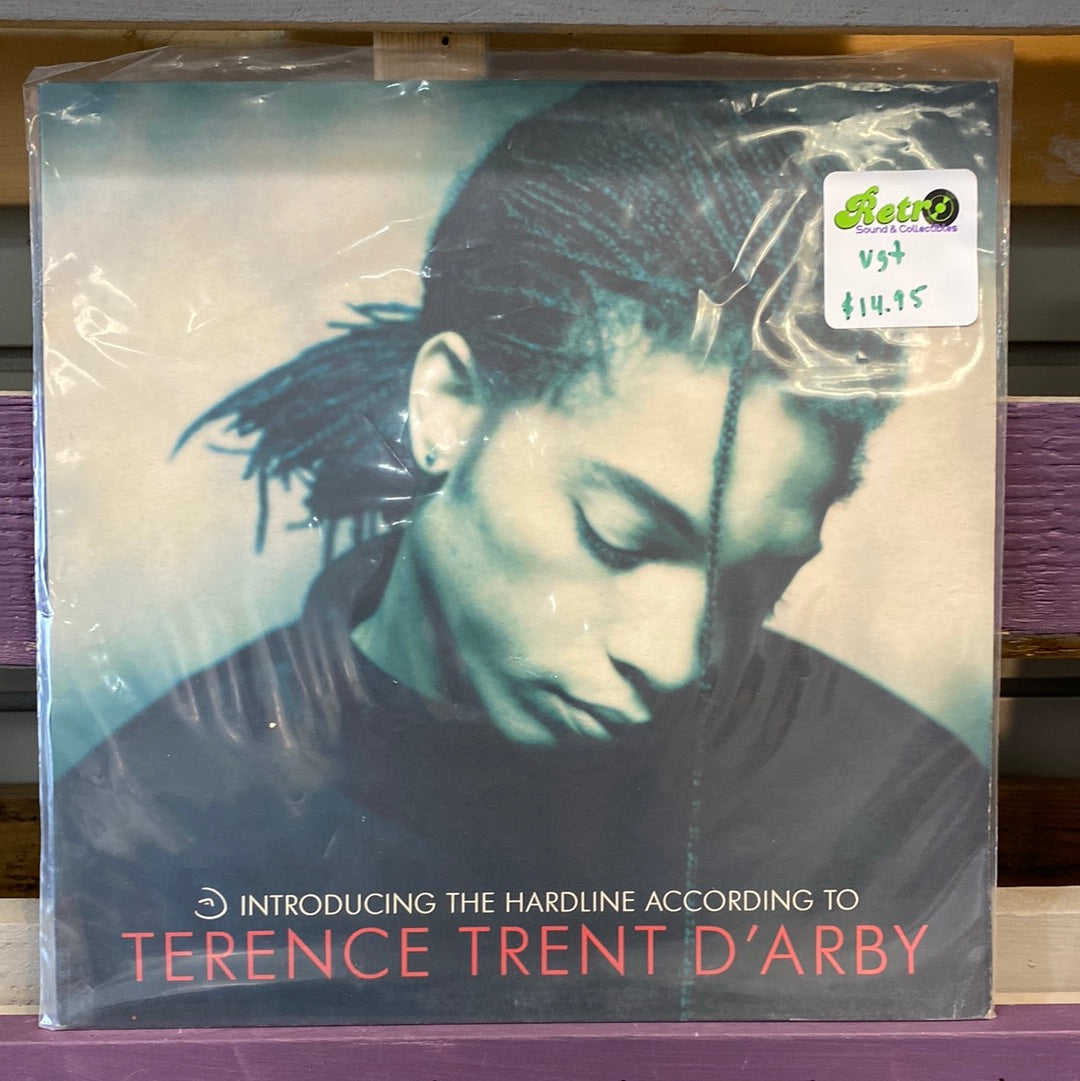 Retro
Sound & Collectibles
vg+
$14.95
INTRODUCING THE HARDLINE ACCORDING TO
TERENCE TRENT D'ARBY